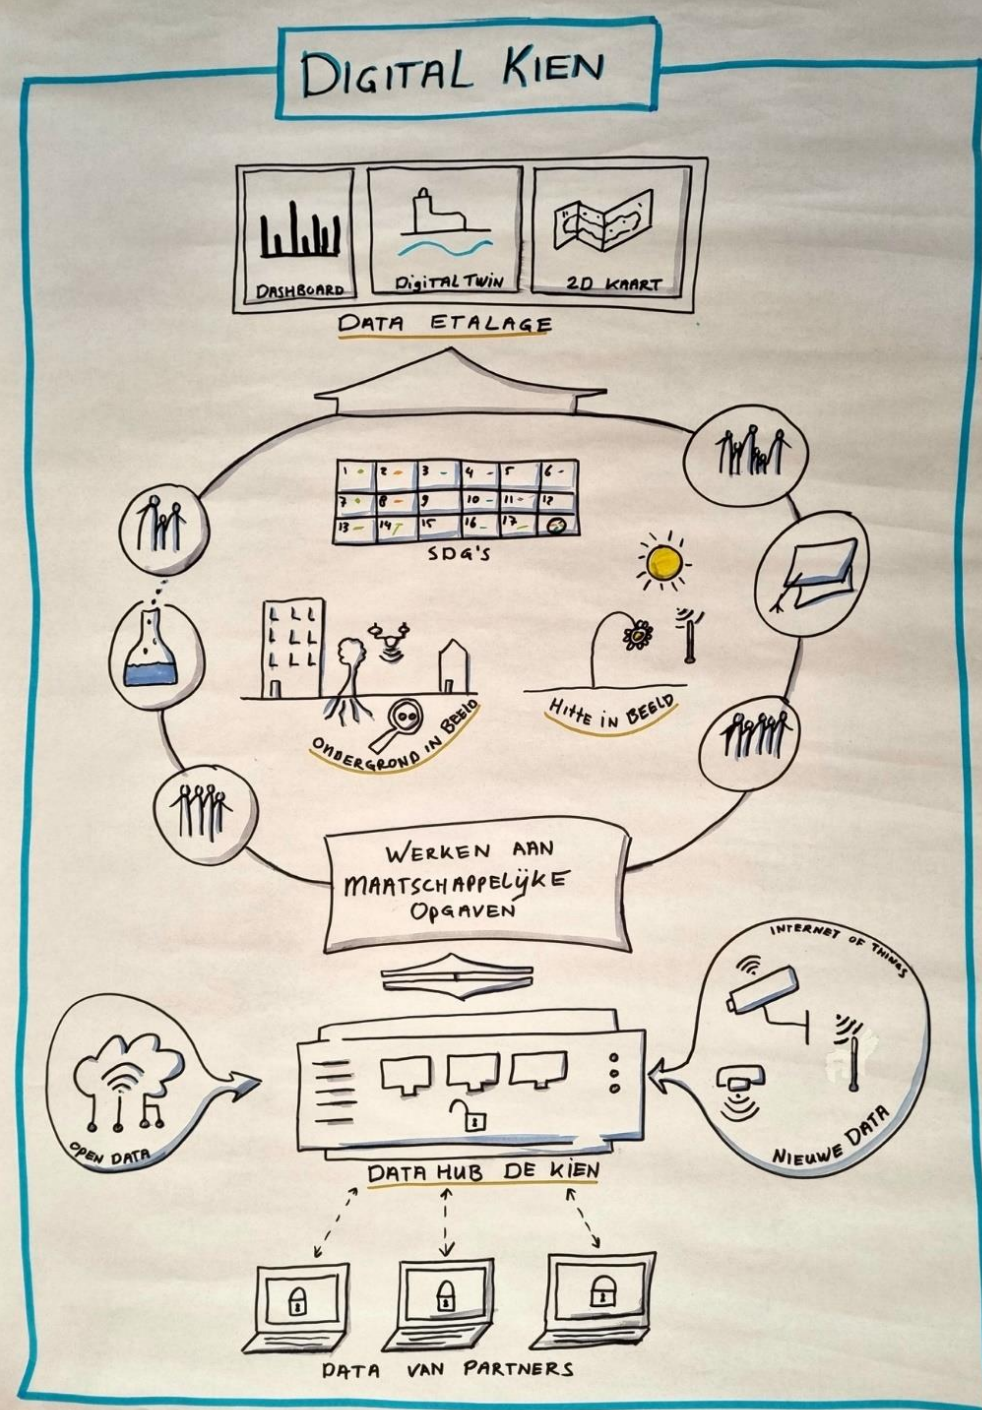 DIGITAL KIEN
DASHBOARD
DIGITAL TWIN
2D KAART
DATA ETALAGE
1 2 3 4 5 6
7 8 9 10 11 12
13 14 15 16 17
SDG'S
ONDERGROND IN BEELD
HITTE IN BEELD
WERKEN AAN
MAATSCHAPPELIJKE
OPGAVEN
INTERNET OF THINGS
OPEN DATA
NIEUWE DATA
DATA HUB DE KIEN
DATA VAN PARTNERS